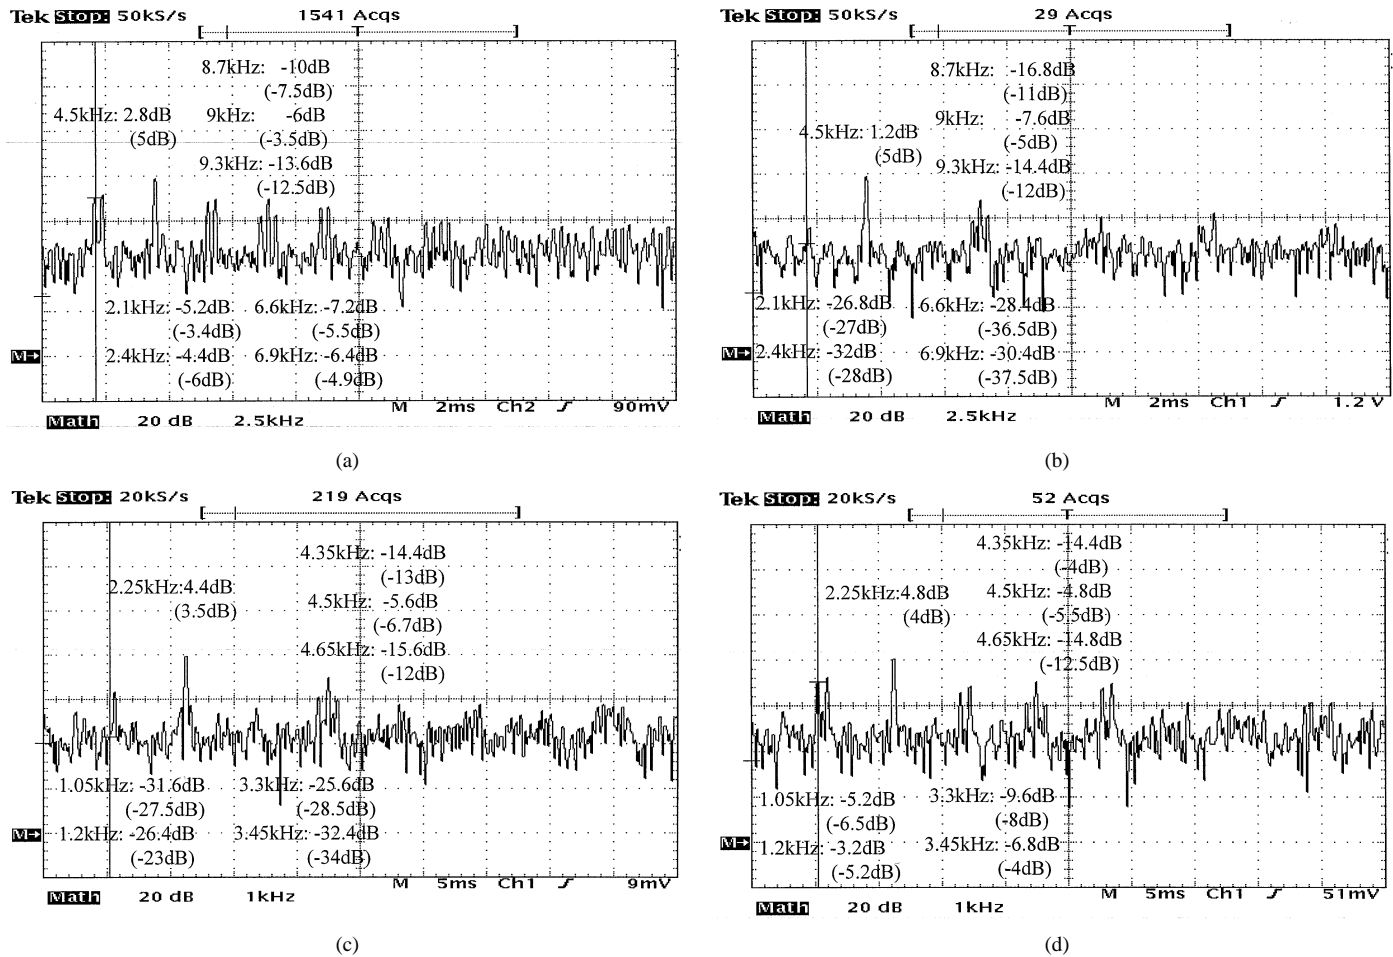 Tek Stop: 50kS/s 1541 Acqs
8.7kHz: -10dB
(-7.5dB)
4.5kHz: 2.8dB 9kHz: -6dB
(5dB) (-3.5dB)
9.3kHz: -13.6dB
(-12.5dB)
2.1kHz: -5.2dB 6.6kHz: -7.2dB
(-3.4dB) (-5.5dB)
M→ 2.4kHz: -4.4dB 6.9kHz: -6.4dB
(-6dB) (-4.9dB)
M 2ms Ch2 ∫ 90mV
Math 20 dB 2.5kHz
(a)
Tek Stop: 50kS/s 29 Acqs
8.7kHz: -16.8dB
(-11dB)
9kHz: -7.6dB
4.5kHz: 1.2dB (-5dB)
(5dB) 9.3kHz: -14.4dB
(-12dB)
2.1kHz: -26.8dB 6.6kHz: -28.4dB
(-27dB) (-36.5dB)
M→ 2.4kHz: -32dB 6.9kHz: -30.4dB
(-28dB) (-37.5dB)
M 2ms Ch1 ∫ 1.2 V
Math 20 dB 2.5kHz
(b)
Tek Stop: 20kS/s 219 Acqs
4.35kHz: -14.4dB
(-13dB)
2.25kHz:4.4dB 4.5kHz: -5.6dB
(3.5dB) (-6.7dB)
4.65kHz: -15.6dB
(-12dB)
1.05kHz: -31.6dB 3.3kHz: -25.6dB
(-27.5dB) (-28.5dB)
M→ 1.2kHz: -26.4dB 3.45kHz: -32.4dB
(-23dB) (-34dB)
M 5ms Ch1 ∫ 9mV
Math 20 dB 1kHz
(c)
Tek Stop: 20kS/s 52 Acqs
4.35kHz: -14.4dB
(-4dB)
2.25kHz:4.8dB 4.5kHz: -4.8dB
(4dB) (-5.5dB)
4.65kHz: -14.8dB
(-12.5dB)
1.05kHz: -5.2dB 3.3kHz: -9.6dB
(-6.5dB) (-8dB)
M→ 1.2kHz: -3.2dB 3.45kHz: -6.8dB
(-5.2dB) (-4dB)
M 5ms Ch1 ∫ 51mV
Math 20 dB 1kHz
(d)